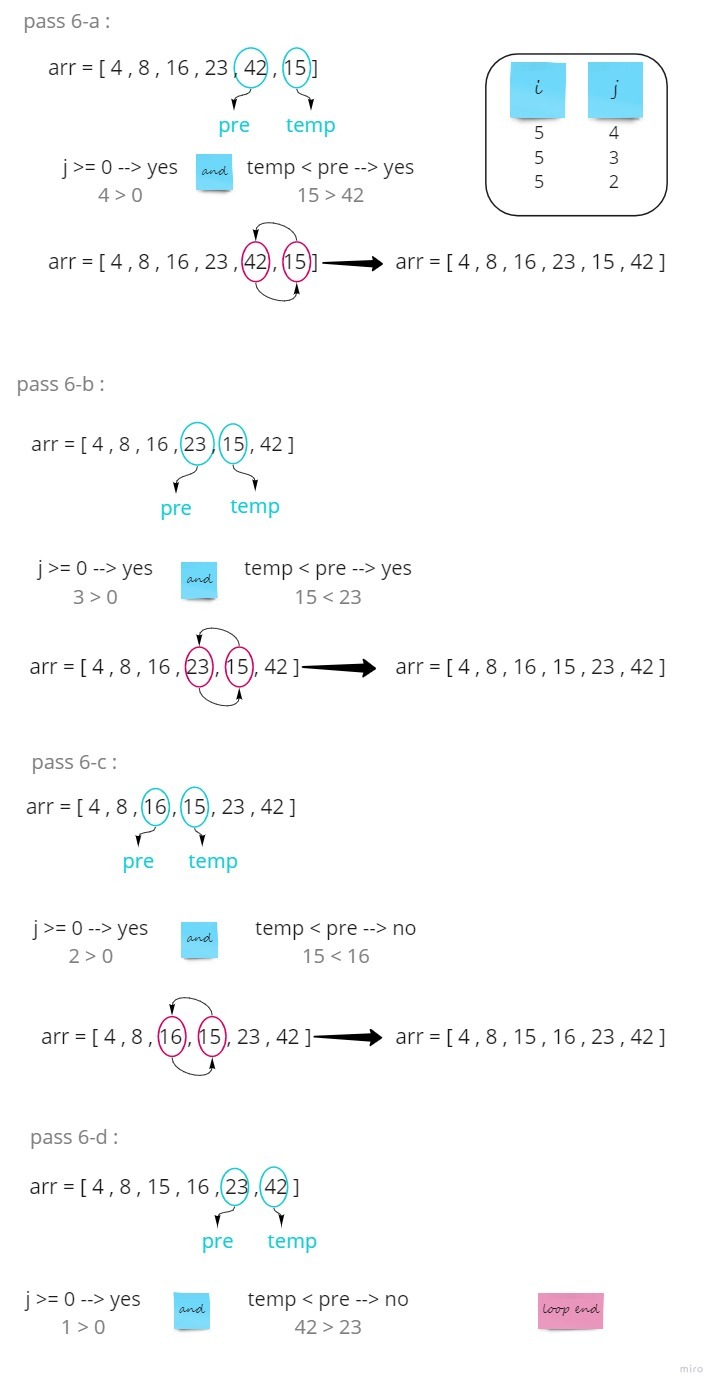 pass 6-a :
arr = [ 4 , 8 , 16 , 23 , 42 , 15 ]
pre temp
i j
5 4
5 3
5 2
j >= 0 --> yes and temp < pre --> yes
4 > 0 15 > 42
arr = [ 4 , 8 , 16 , 23 , 42 , 15 ] arr = [ 4 , 8 , 16 , 23 , 15 , 42 ]
pass 6-b :
arr = [ 4 , 8 , 16 , 23 , 15 , 42 ]
pre temp
j >= 0 --> yes and temp < pre --> yes
3 > 0 15 < 23
arr = [ 4 , 8 , 16 , 23 , 15 , 42 ] arr = [ 4 , 8 , 16 , 15 , 23 , 42 ]
pass 6-c :
arr = [ 4 , 8 , 16 , 15 , 23 , 42 ]
pre temp
j >= 0 --> yes and temp < pre --> no
2 > 0 15 < 16
arr = [ 4 , 8 , 16 , 15 , 23 , 42 ] arr = [ 4 , 8 , 15 , 16 , 23 , 42 ]
pass 6-d :
arr = [ 4 , 8 , 15 , 16 , 23 , 42 ]
pre temp
j >= 0 --> yes and temp < pre --> no loop end
1 > 0 42 > 23
miro